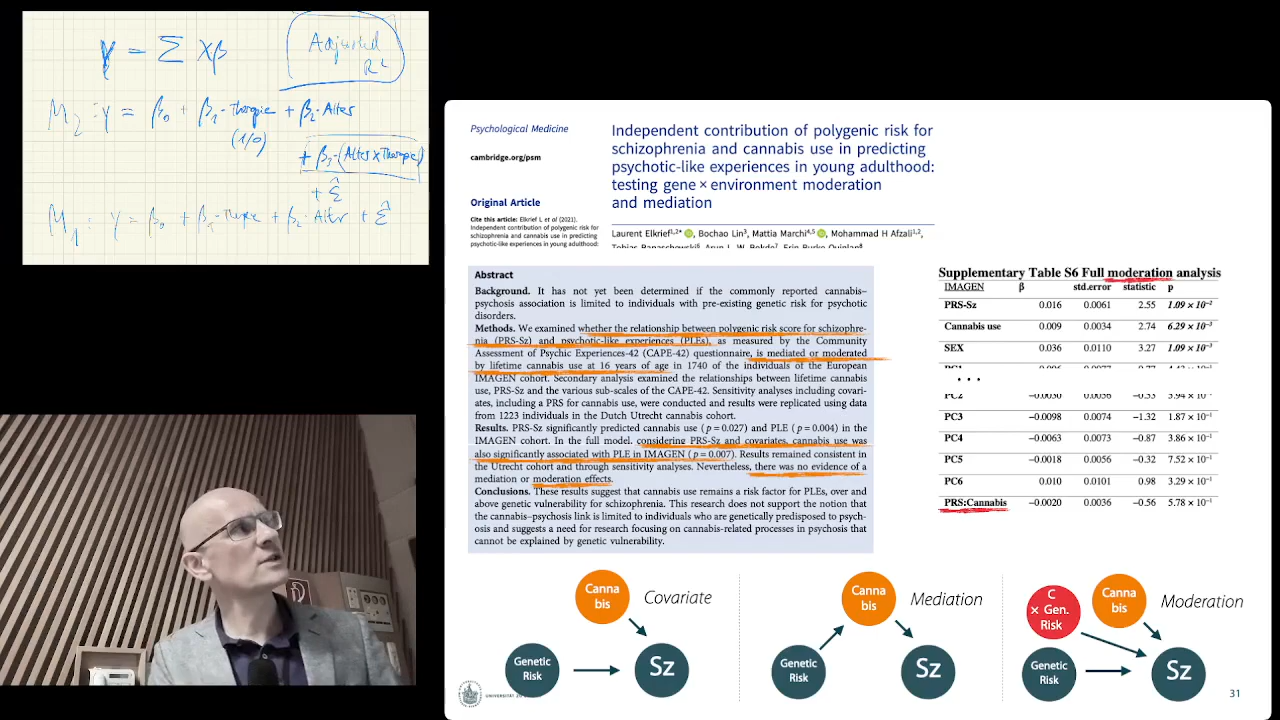 y = Σ Xβ
Adjusted
R²
M₂ : y = β₀ + β₁·Therapie + β₂·Alter
(1/0)
+ β₃·(Alter x Therapie)
+ ε̂
M₁ : y = β₀ + β₁·Therapie + β₂·Alter + ε̂
Psychological Medicine
cambridge.org/psm
Original Article
Cite this article: Elkrief L et al (2021).
Independent contribution of polygenic risk for
schizophrenia and cannabis use in predicting
psychotic-like experiences in young adulthood:
Independent contribution of polygenic risk for
schizophrenia and cannabis use in predicting
psychotic-like experiences in young adulthood:
testing gene × environment moderation
and mediation
Laurent Elkrief1,2*, Bochao Lin3, Mattia Marchi4,5, Mohammad H Afzali1,2,
Abstract
Background. It has not yet been determined if the commonly reported cannabis–
psychosis association is limited to individuals with pre-existing genetic risk for psychotic
disorders.
Methods. We examined whether the relationship between polygenic risk score for schizophre-
nia (PRS-Sz) and psychotic-like experiences (PLEs), as measured by the Community
Assessment of Psychic Experiences-42 (CAPE-42) questionnaire, is mediated or moderated
by lifetime cannabis use at 16 years of age in 1740 of the individuals of the European
IMAGEN cohort. Secondary analysis examined the relationships between lifetime cannabis
use, PRS-Sz and the various sub-scales of the CAPE-42. Sensitivity analyses including covari-
ates, including a PRS for cannabis use, were conducted and results were replicated using data
from 1223 individuals in the Dutch Utrecht cannabis cohort.
Results. PRS-Sz significantly predicted cannabis use (p = 0.027) and PLE (p = 0.004) in the
IMAGEN cohort. In the full model, considering PRS-Sz and covariates, cannabis use was
also significantly associated with PLE in IMAGEN (p = 0.007). Results remained consistent in
the Utrecht cohort and through sensitivity analyses. Nevertheless, there was no evidence of a
mediation or moderation effects.
Conclusions. These results suggest that cannabis use remains a risk factor for PLEs, over and
above genetic vulnerability for schizophrenia. This research does not support the notion that
the cannabis–psychosis link is limited to individuals who are genetically predisposed to psych-
osis and suggests a need for research focusing on cannabis-related processes in psychosis that
cannot be explained by genetic vulnerability.
Supplementary Table S6 Full moderation analysis
IMAGEN β std.error statistic p
PRS-Sz 0.016 0.0061 2.55 1.09 × 10⁻²
Cannabis use 0.009 0.0034 2.74 6.29 × 10⁻³
SEX 0.036 0.0110 3.27 1.09 × 10⁻³
...
PC2 −0.0030 0.0056 −0.53 5.94 × 10⁻¹
PC3 −0.0098 0.0074 −1.32 1.87 × 10⁻¹
PC4 −0.0063 0.0073 −0.87 3.86 × 10⁻¹
PC5 −0.0018 0.0056 −0.32 7.52 × 10⁻¹
PC6 0.010 0.0101 0.98 3.29 × 10⁻¹
PRS:Cannabis −0.0020 0.0036 −0.56 5.78 × 10⁻¹
Canna
bis
Covariate
Genetic
Risk
Sz
Canna
bis
Mediation
Genetic
Risk
Sz
C
× Gen.
Risk
Canna
bis
Moderation
Genetic
Risk
Sz
31